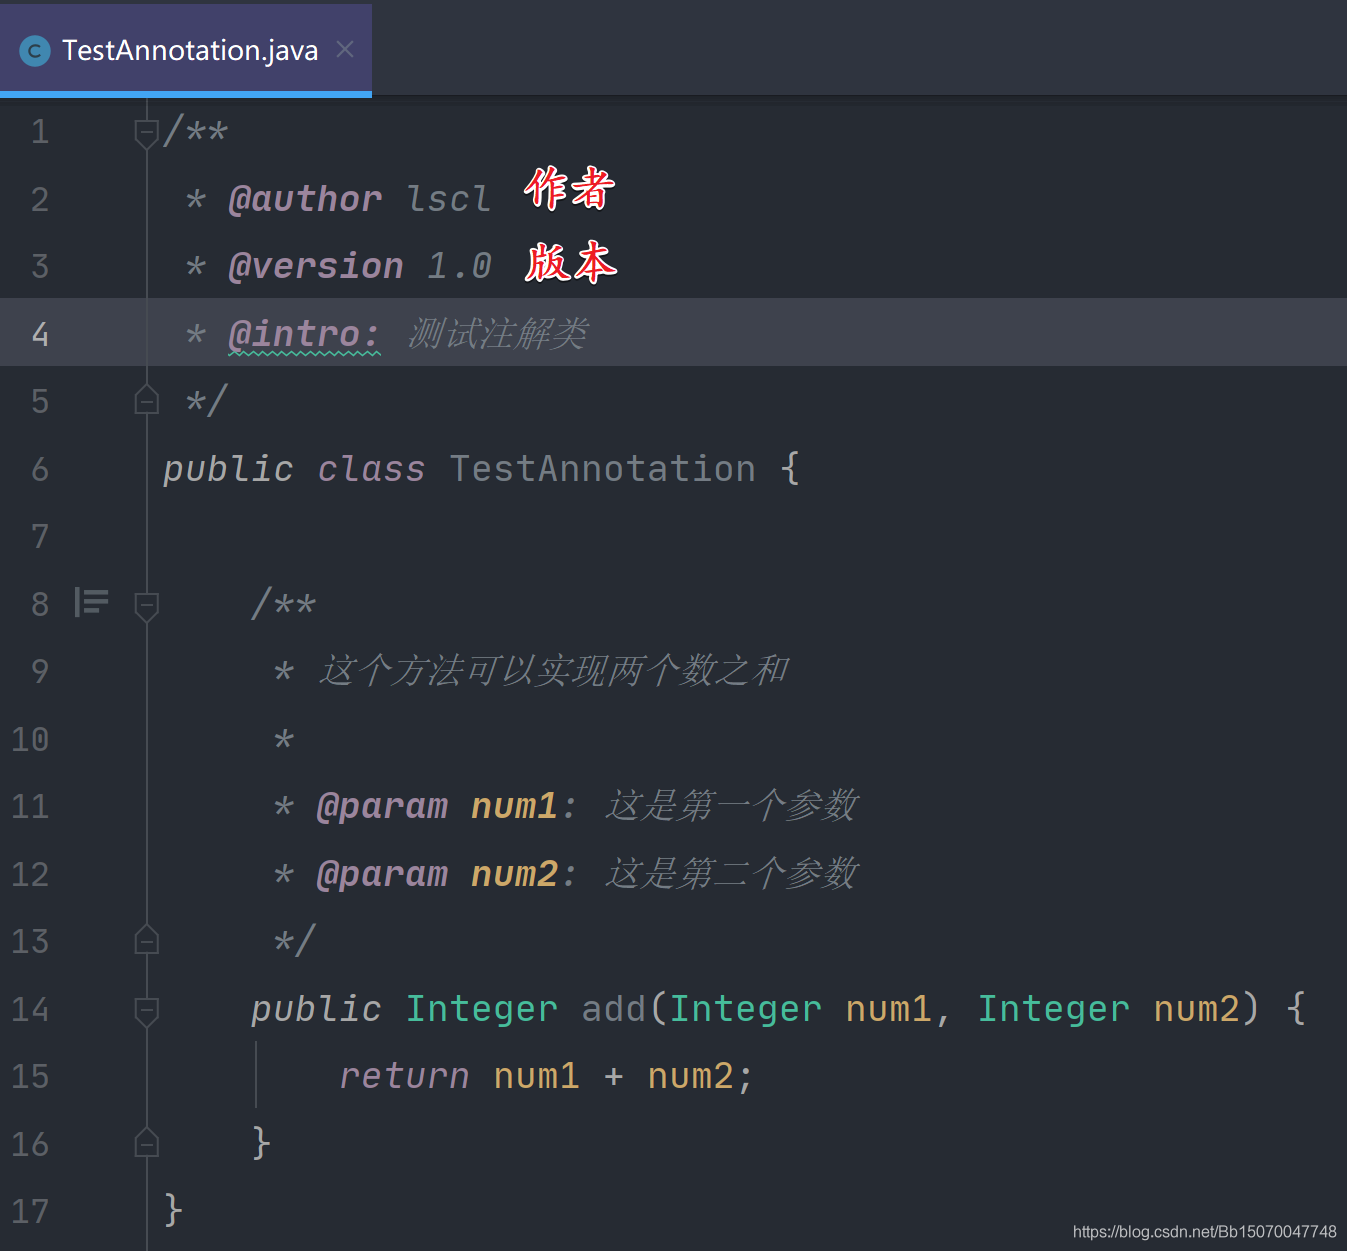 TestAnnotation.java
1 /**
2 * @author lscl 作者
3 * @version 1.0 版本
4 * @intro: 测试注解类
5 */
6 public class TestAnnotation {
7
8 /**
9 * 这个方法可以实现两个数之和
10 *
11 * @param num1: 这是第一个参数
12 * @param num2: 这是第二个参数
13 */
14 public Integer add(Integer num1, Integer num2) {
15 return num1 + num2;
16 }
17 }
https://blog.csdn.net/Bb15070047748